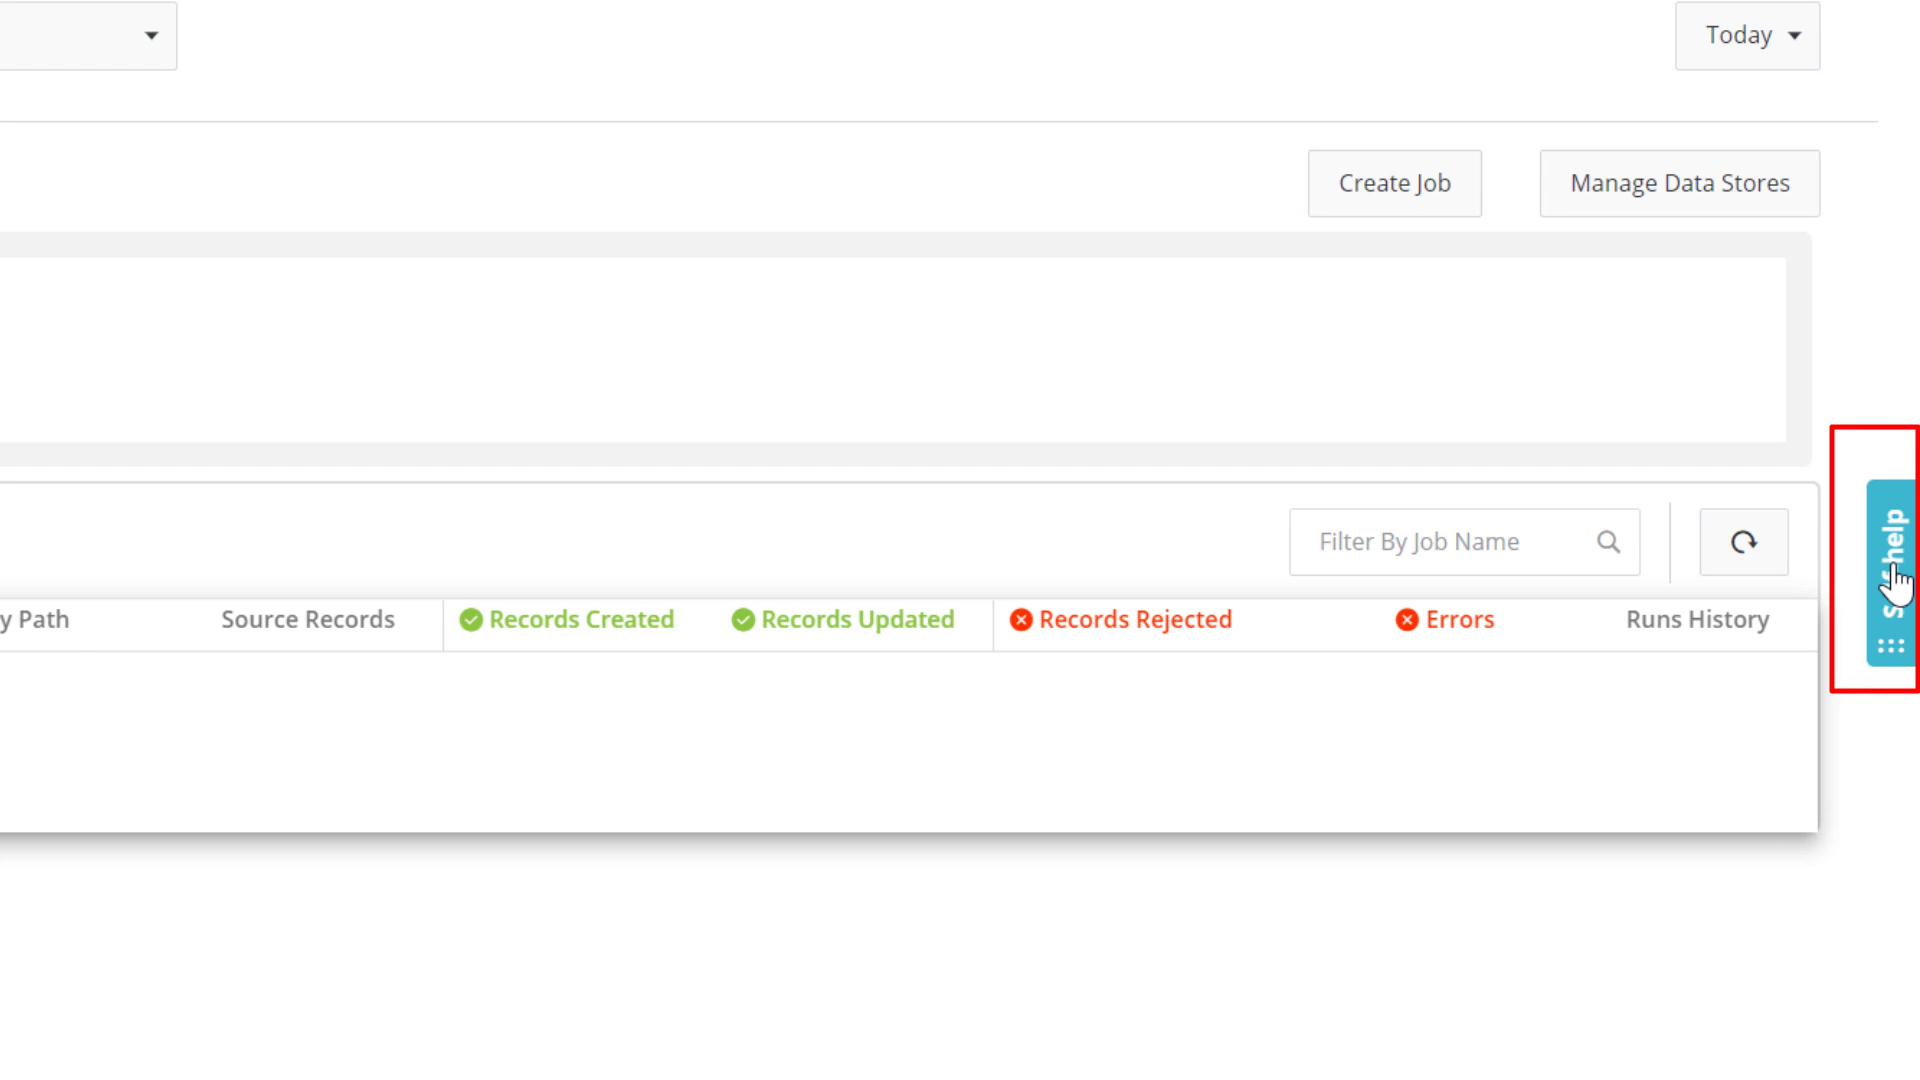 Today
Create Job
Manage Data Stores
Filter By Job Name
y Path
Source Records
Records Created
Records Updated
Records Rejected
Errors
Runs History
help